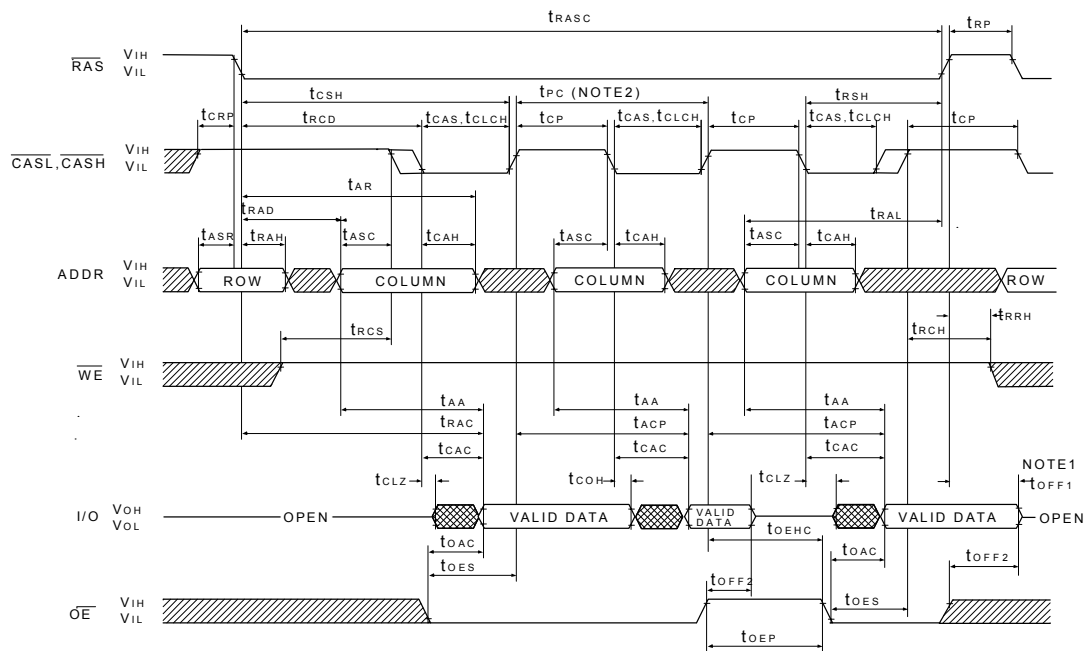 tRASC
tRP
RAS VIH
VIL
tCSH
tPC (NOTE2)
tRSH
tCRP tRCD tCAS,tCLCH tCP tCAS,tCLCH tCP tCAS,tCLCH tCP
CASL,CASH VIH
VIL
tAR
tRAD
tRAL
tASR tRAH tASC tCAH tASC tCAH tASC tCAH
ADDR VIH
VIL
ROW COLUMN COLUMN COLUMN ROW
tRCS tRCH tRRH
WE VIH
VIL
tAA tAA tAA
tRAC tACP tACP
tCAC tCAC tCAC
tCLZ tCOH tCLZ NOTE1
tOFF1
I/O VOH
VOL
OPEN VALID DATA VALID
DATA VALID DATA OPEN
tOEHC
tOAC tOAC
tOES tOFF2 tOFF2
tOES
OE VIH
VIL
tOEP